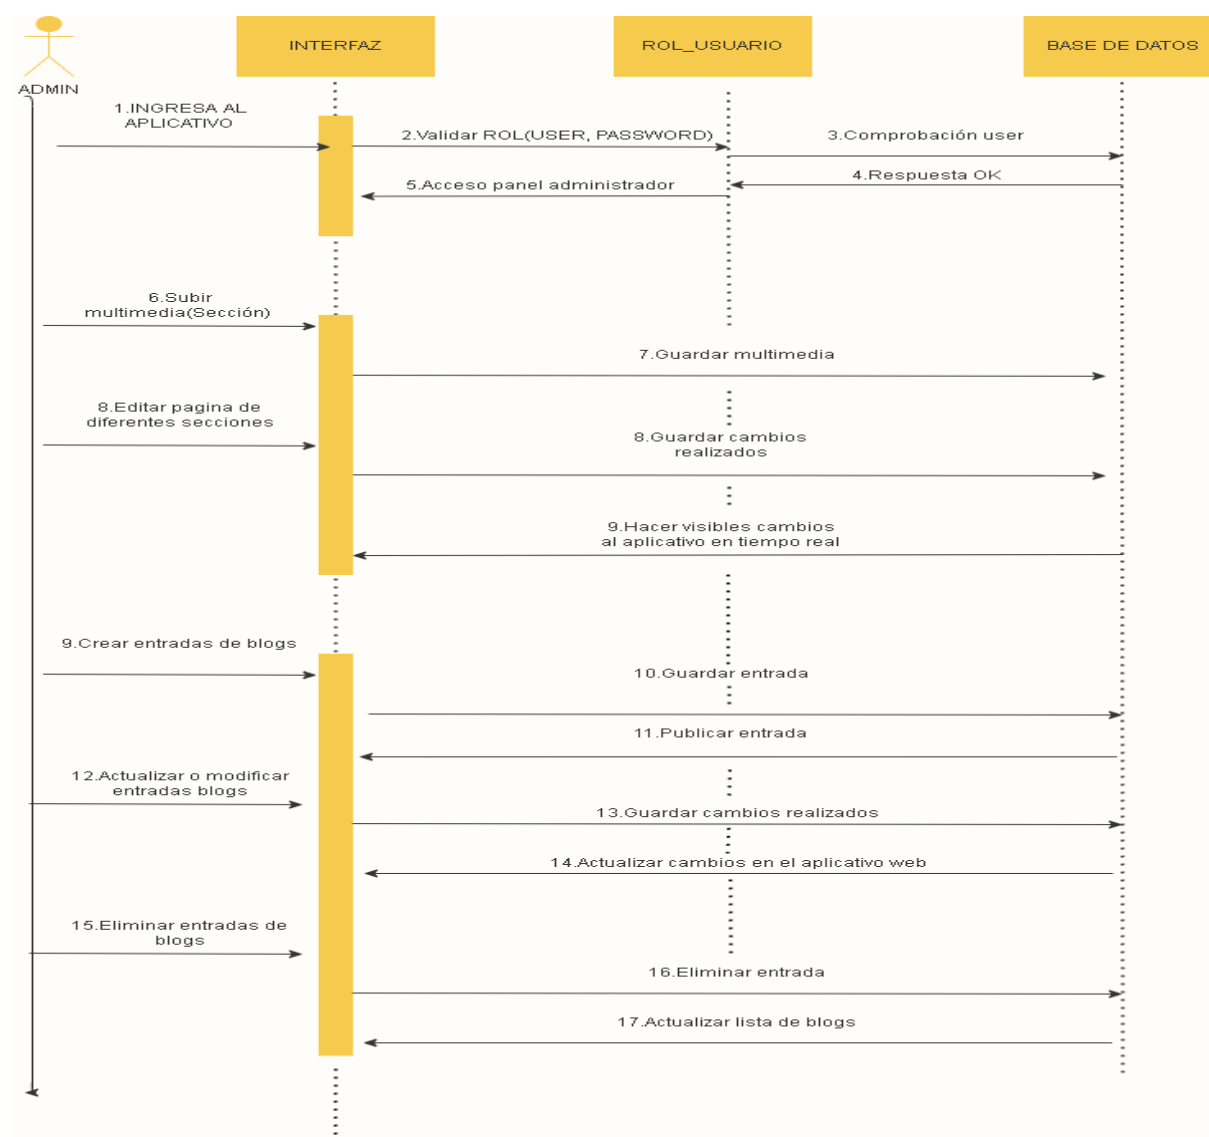 INTERFAZ
ROL_USUARIO
BASE DE DATOS
ADMIN
1.INGRESA AL
APLICATIVO
2.Validar ROL(USER, PASSWORD)
3.Comprobación user
4.Respuesta OK
5.Acceso panel administrador
6.Subir
multimedia(Sección)
7.Guardar multimedia
8.Editar pagina de
diferentes secciones
8.Guardar cambios
realizados
9.Hacer visibles cambios
al aplicativo en tiempo real
9.Crear entradas de blogs
10.Guardar entrada
11.Publicar entrada
12.Actualizar o modificar
entradas blogs
13.Guardar cambios realizados
14.Actualizar cambios en el aplicativo web
15.Eliminar entradas de
blogs
16.Eliminar entrada
17.Actualizar lista de blogs